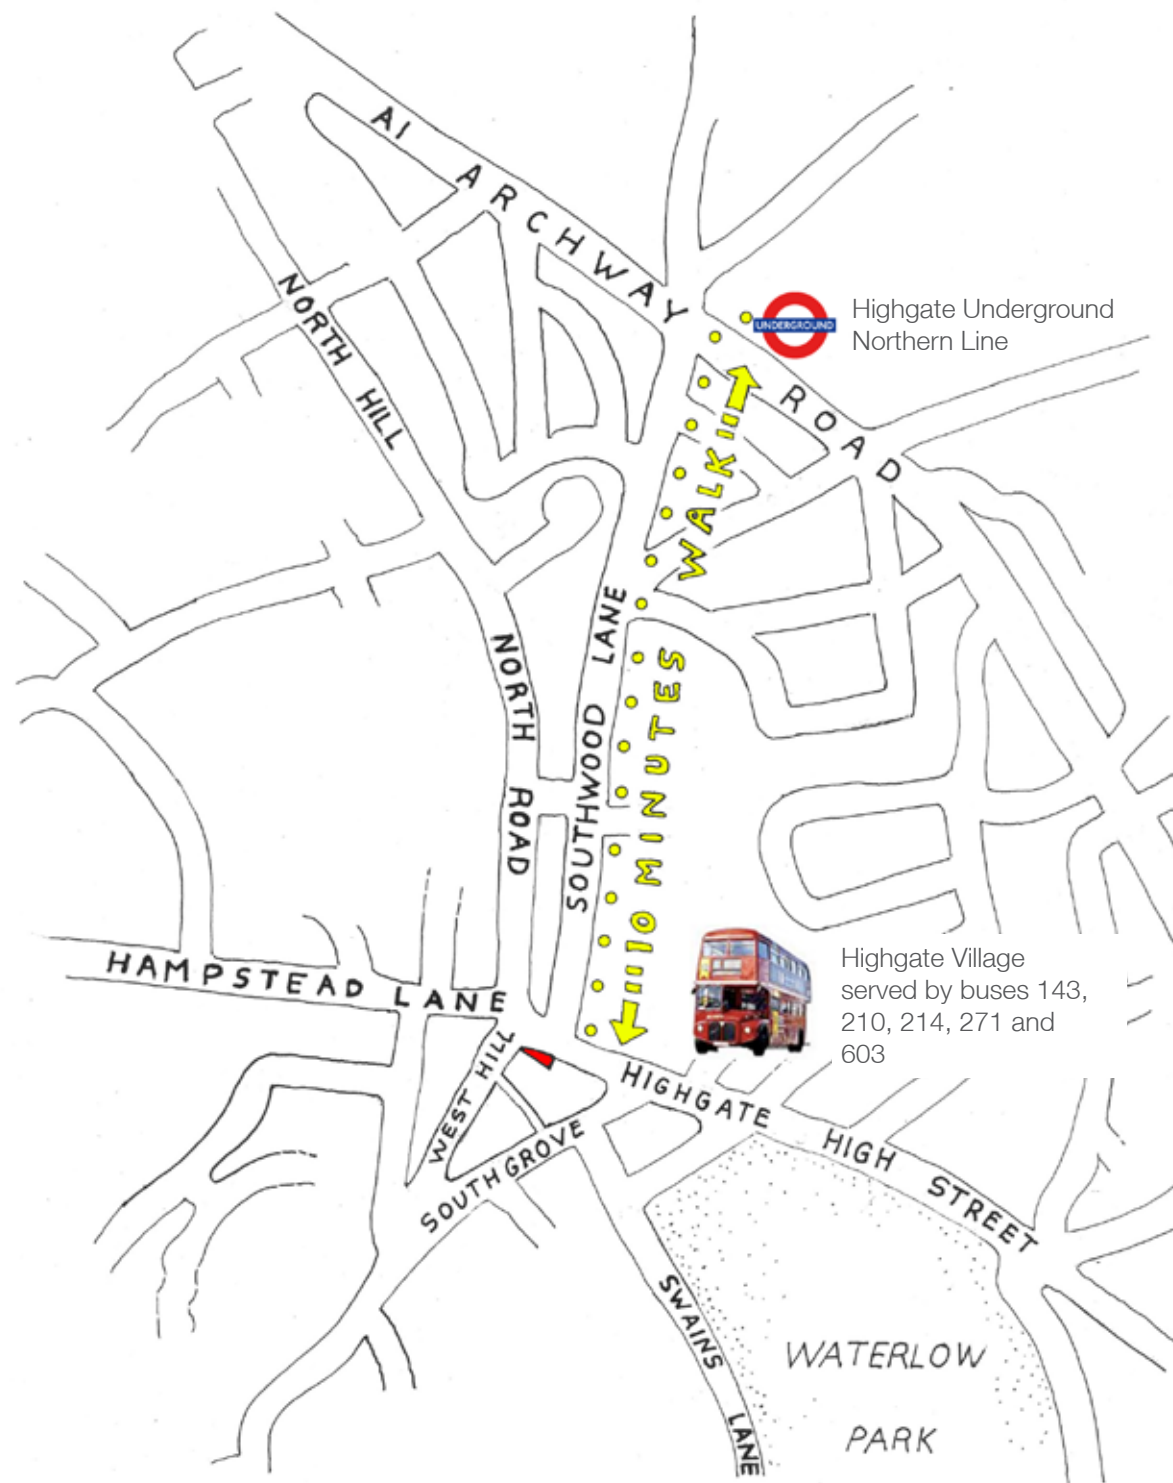 A1 ARCHWAY ROAD
NORTH HILL
UNDERGROUND
Highgate Underground
Northern Line
WALK
10 MINUTES
NORTH ROAD
SOUTHWOOD LANE
HAMPSTEAD LANE
Highgate Village
served by buses 143,
210, 214, 271 and
603
WEST HILL
SOUTH GROVE
HIGHGATE HIGH STREET
SWAINS LANE
WATERLOW
PARK